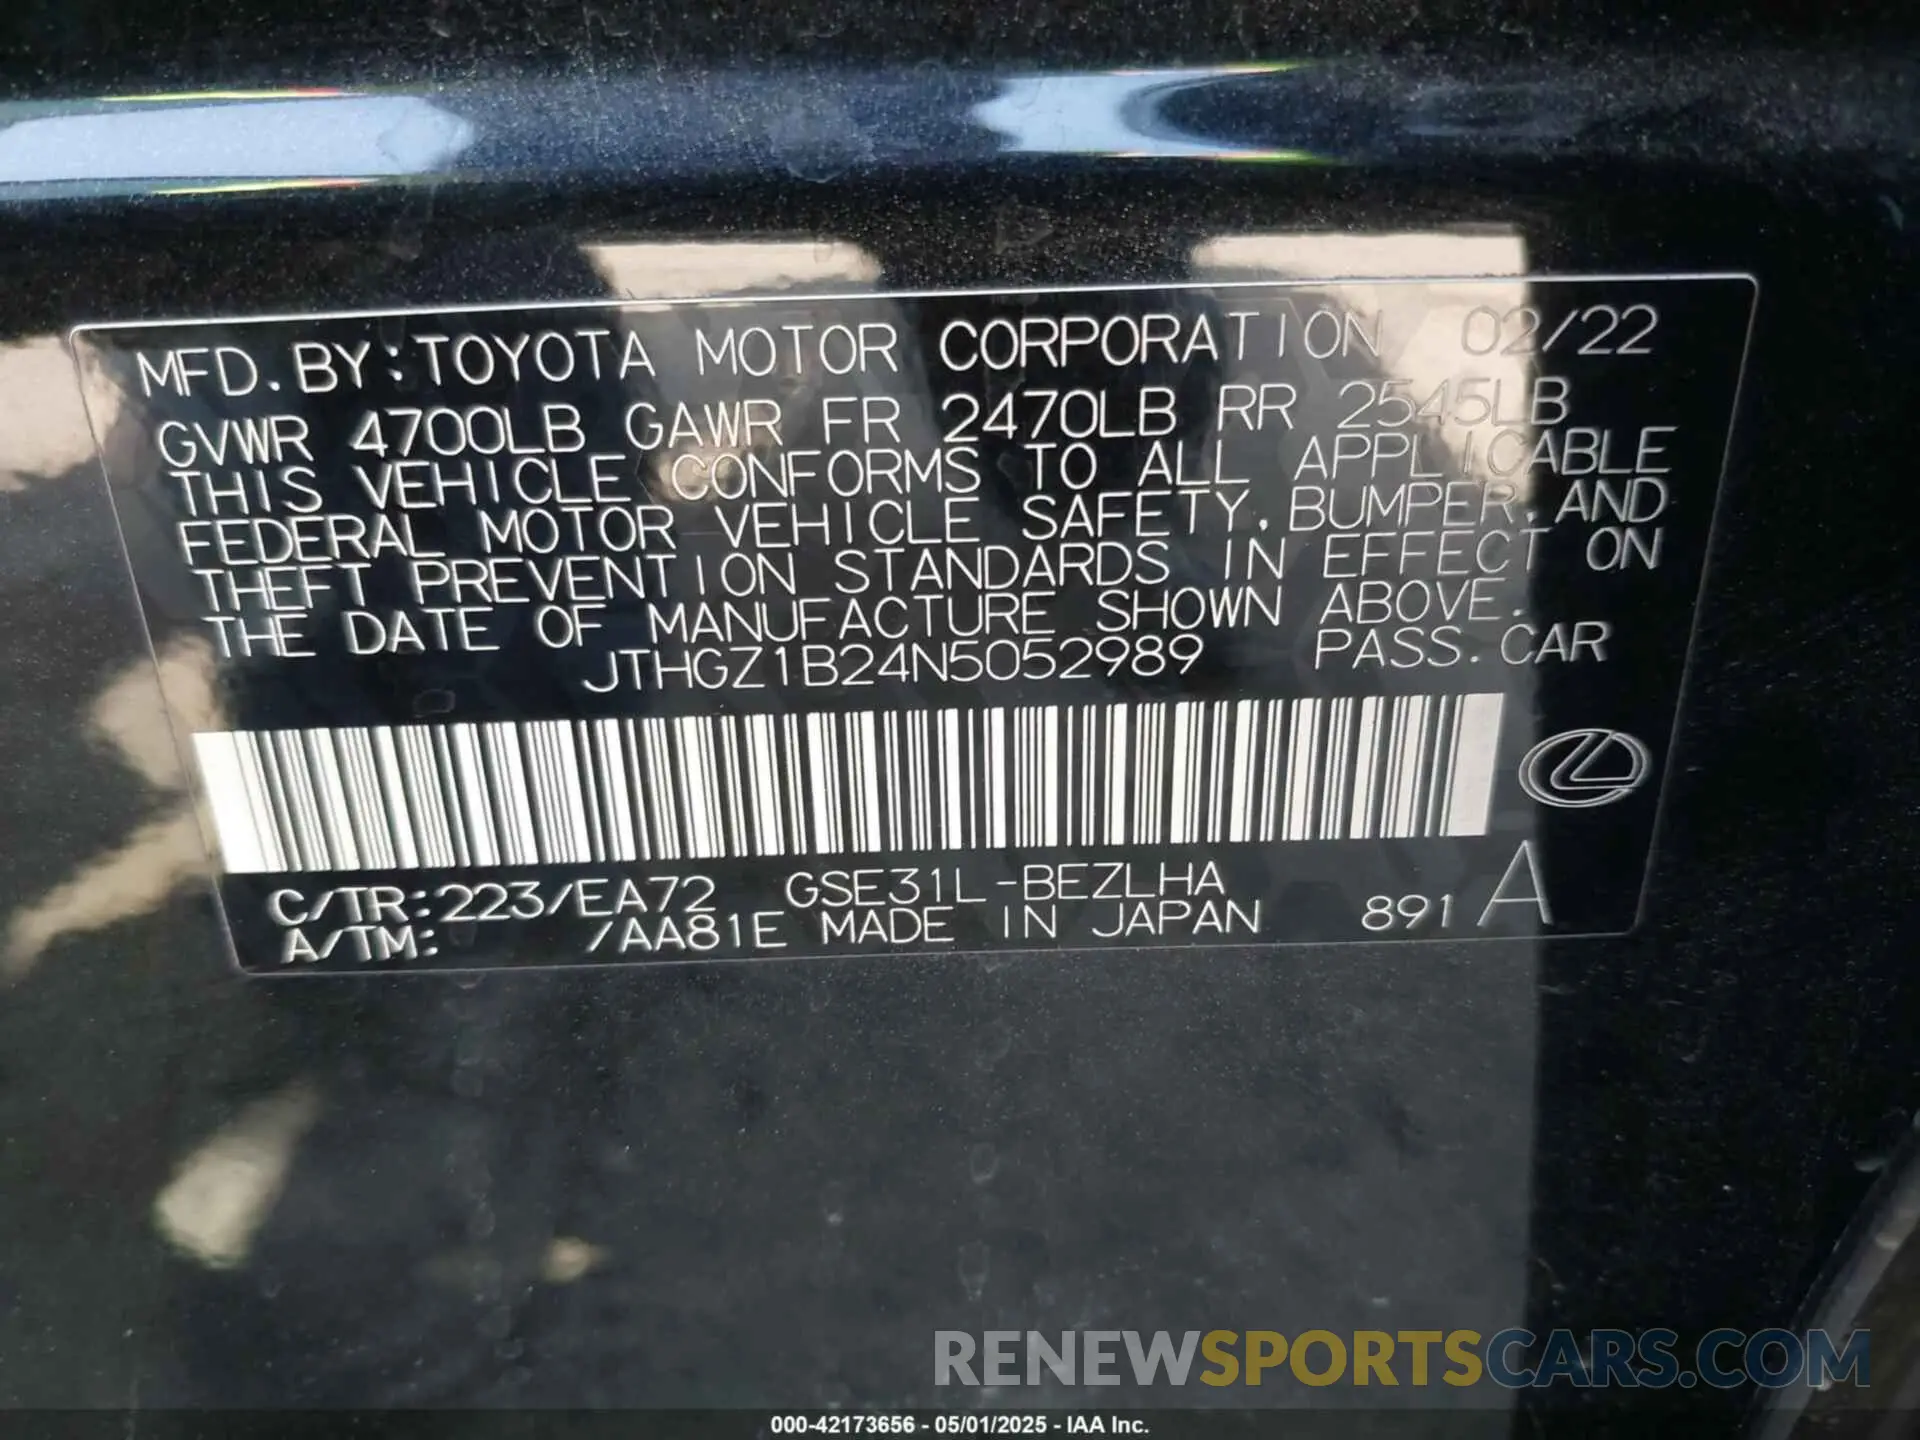 MFD. BY: TOYOTA MOTOR CORPORATION 02/22
GVWR 4700LB GAWR FR 2470LB RR 2545LB
THIS VEHICLE CONFORMS TO ALL APPLICABLE
FEDERAL MOTOR VEHICLE SAFETY, BUMPER, AND
THEFT PREVENTION STANDARDS IN EFFECT ON
THE DATE OF MANUFACTURE SHOWN ABOVE.
JTHGZ1B24N5052989 PASS. CAR
C/TR: 223/EA72 GSE31L-BEZLHA
A/TM: /AA81E MADE IN JAPAN 891 A
RENEWSPORTSCARS.COM
000-42173656 - 05/01/2025 - IAA Inc.